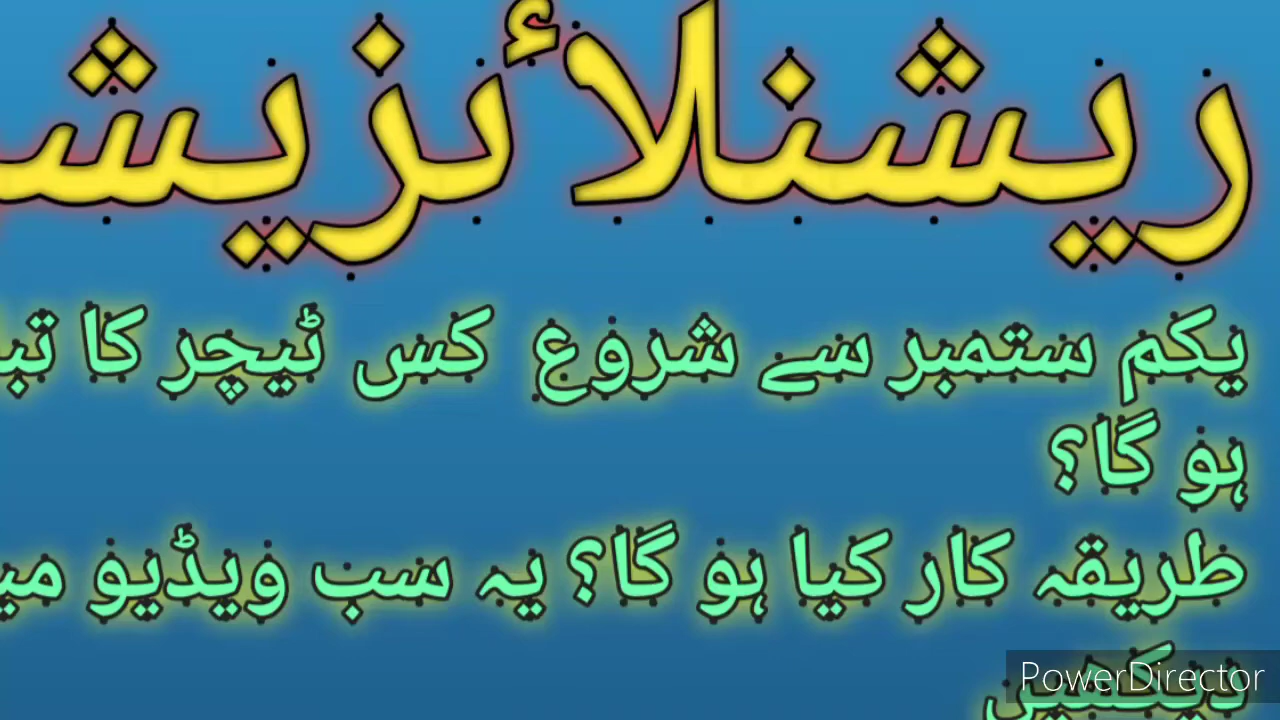 ریشنلائزیش
یکم ستمبر سے شروع کس ٹیچر کا تب
ہو گا؟
طریقہ کار کیا ہو گا؟ یہ سب ویڈیو می
دیکھیں
PowerDirector